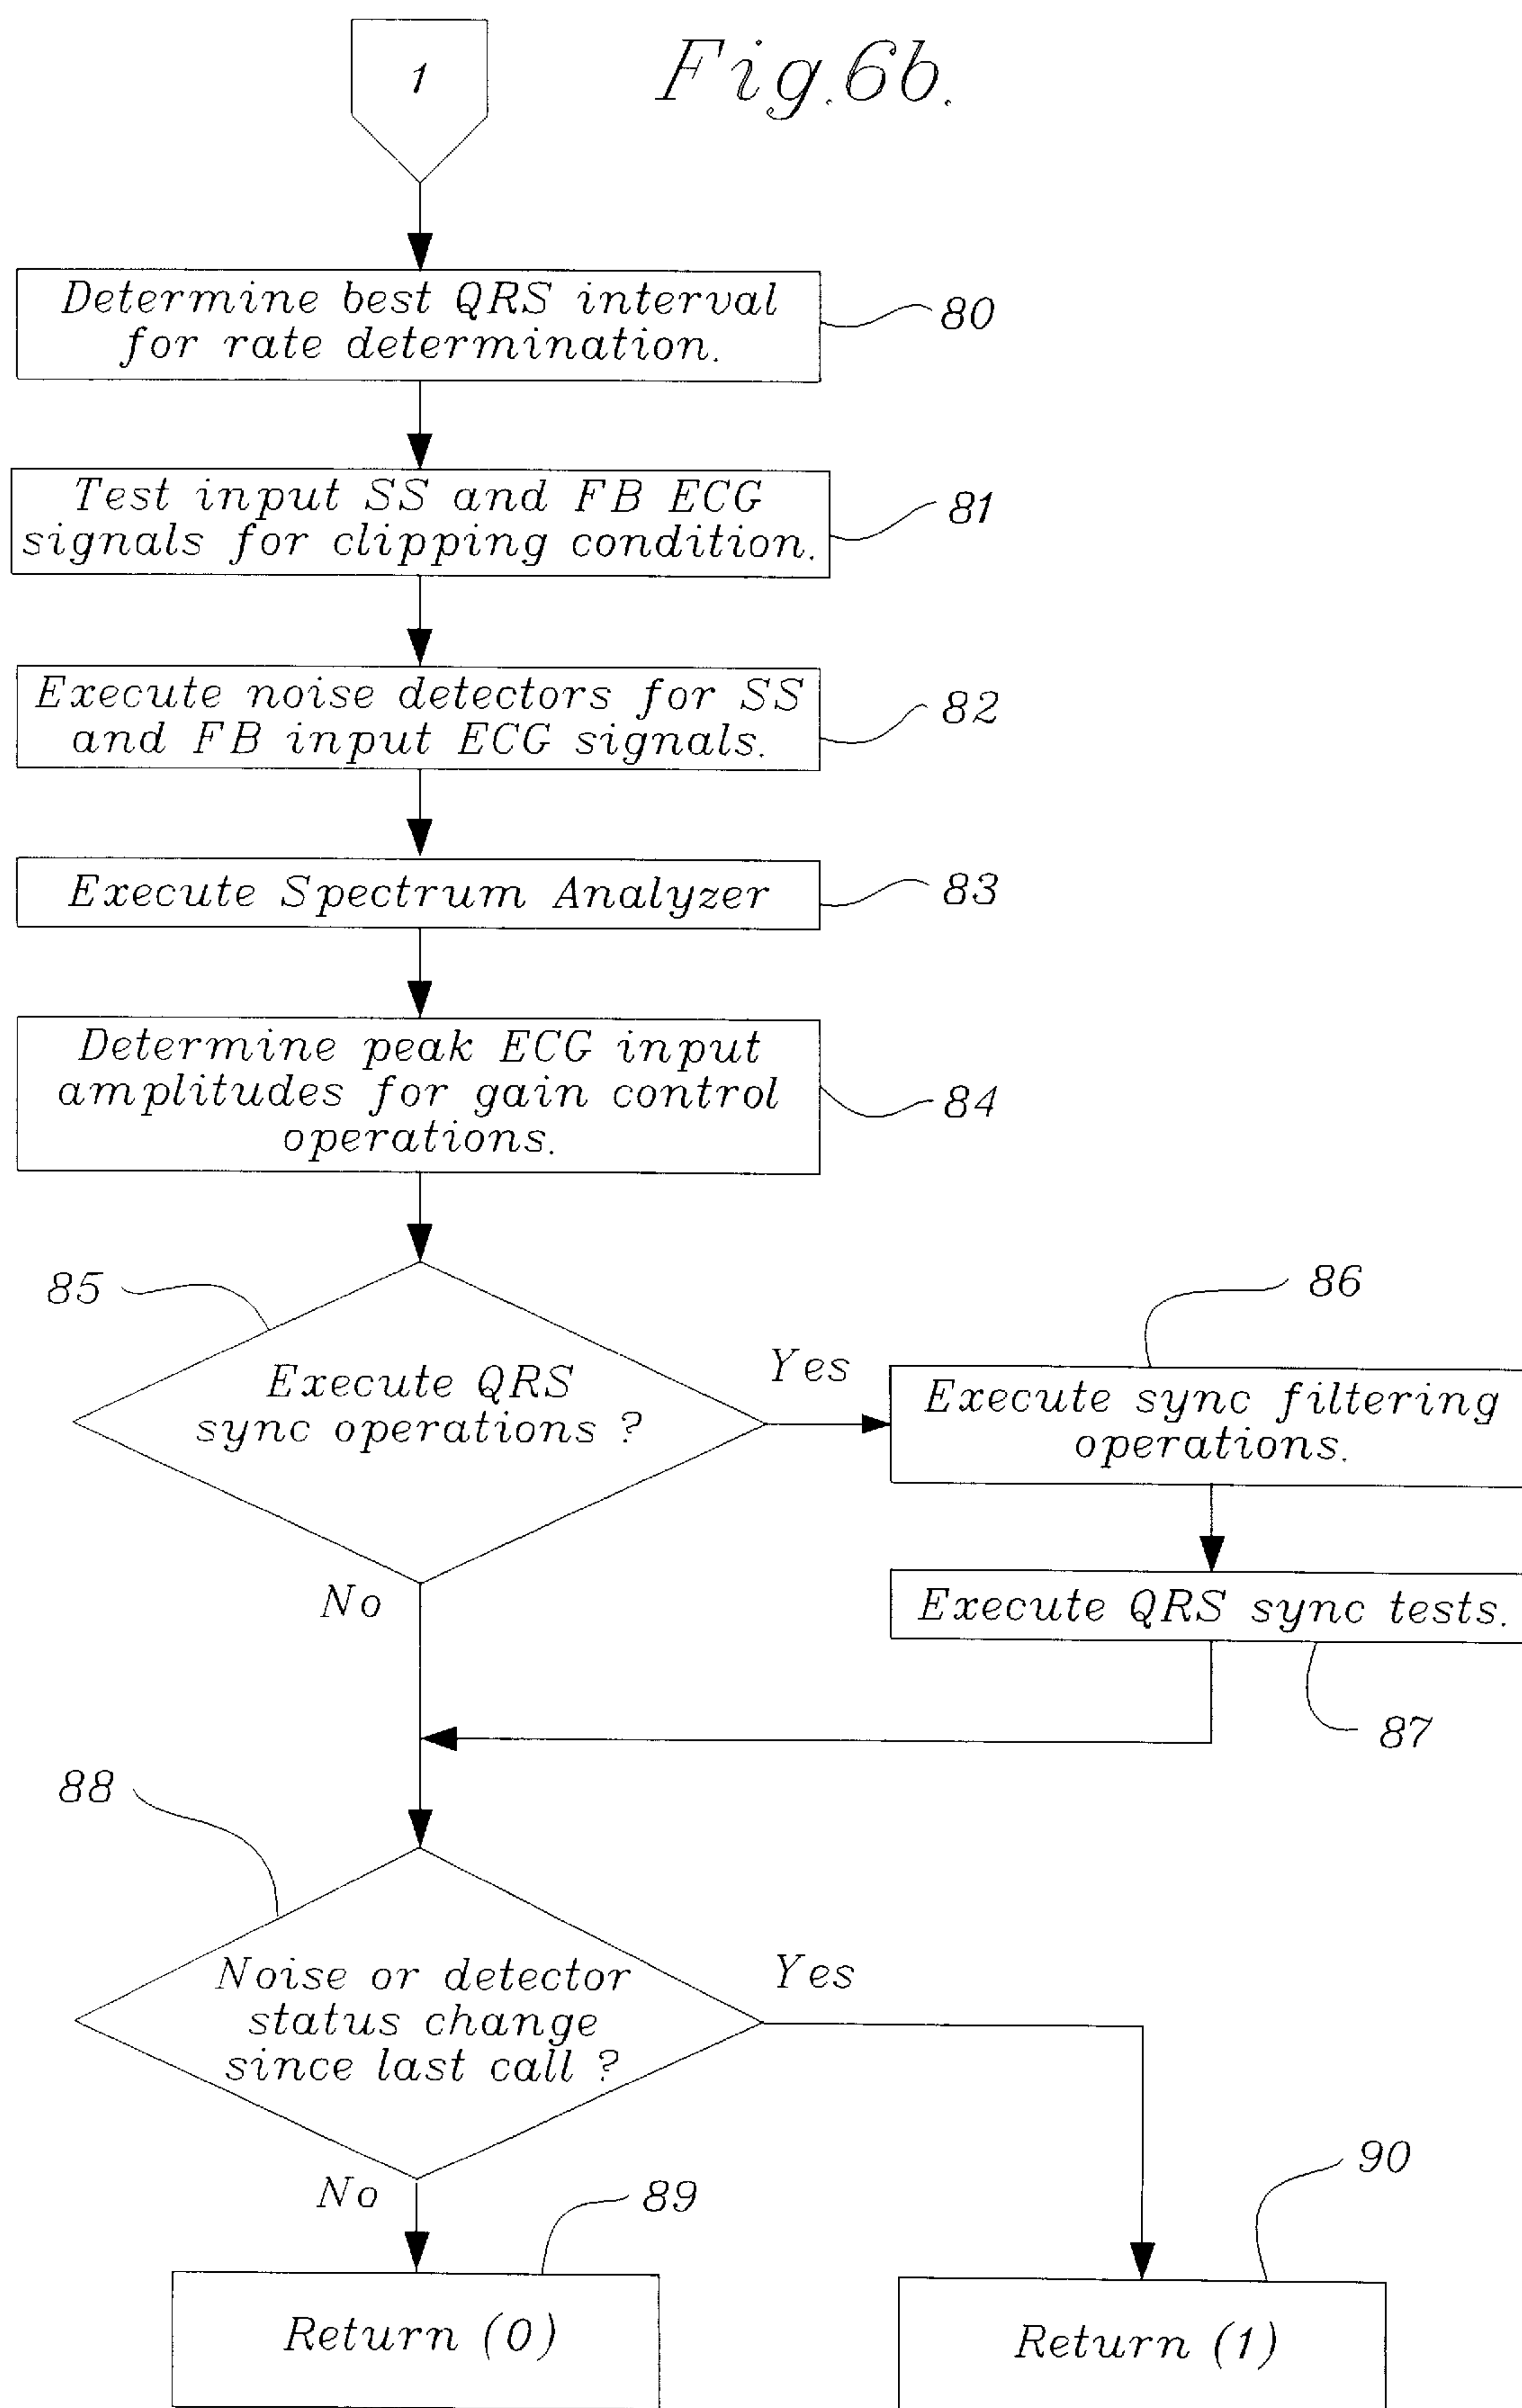 1
Fig.6b.
Determine best QRS interval
for rate determination.
80
Test input SS and FB ECG
signals for clipping condition.
81
Execute noise detectors for SS
and FB input ECG signals.
82
Execute Spectrum Analyzer
83
Determine peak ECG input
amplitudes for gain control
operations.
84
85
Execute QRS
sync operations ?
Yes
No
86
Execute sync filtering
operations.
Execute QRS sync tests.
87
88
Noise or detector
status change
since last call ?
Yes
No
89
Return (0)
90
Return (1)